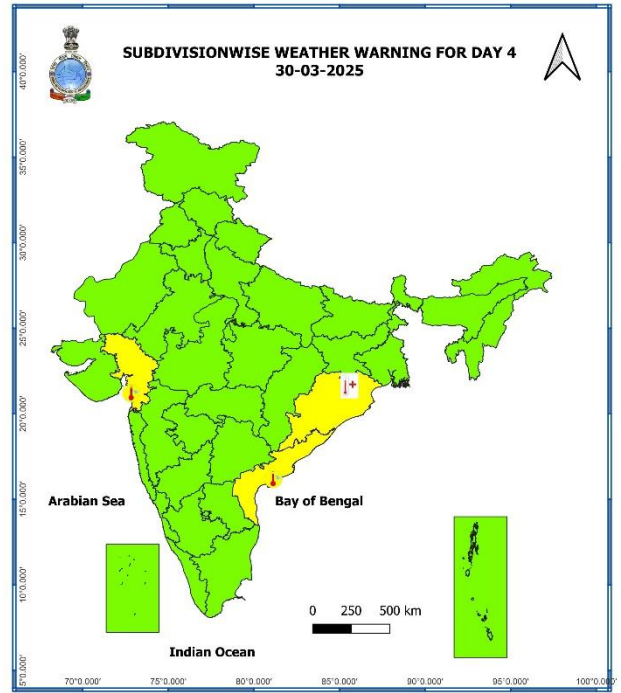 SUBDIVISIONWISE WEATHER WARNING FOR DAY 4
30-03-2025
40°0.000'
35°0.000'
30°0.000'
25°0.000'
20°0.000'
15°0.000'
10°0.000'
5°0.000'
Arabian Sea
Bay of Bengal
0 250 500 km
Indian Ocean
70°0.000' 75°0.000' 80°0.000' 85°0.000' 90°0.000' 95°0.000' 100°0.000'